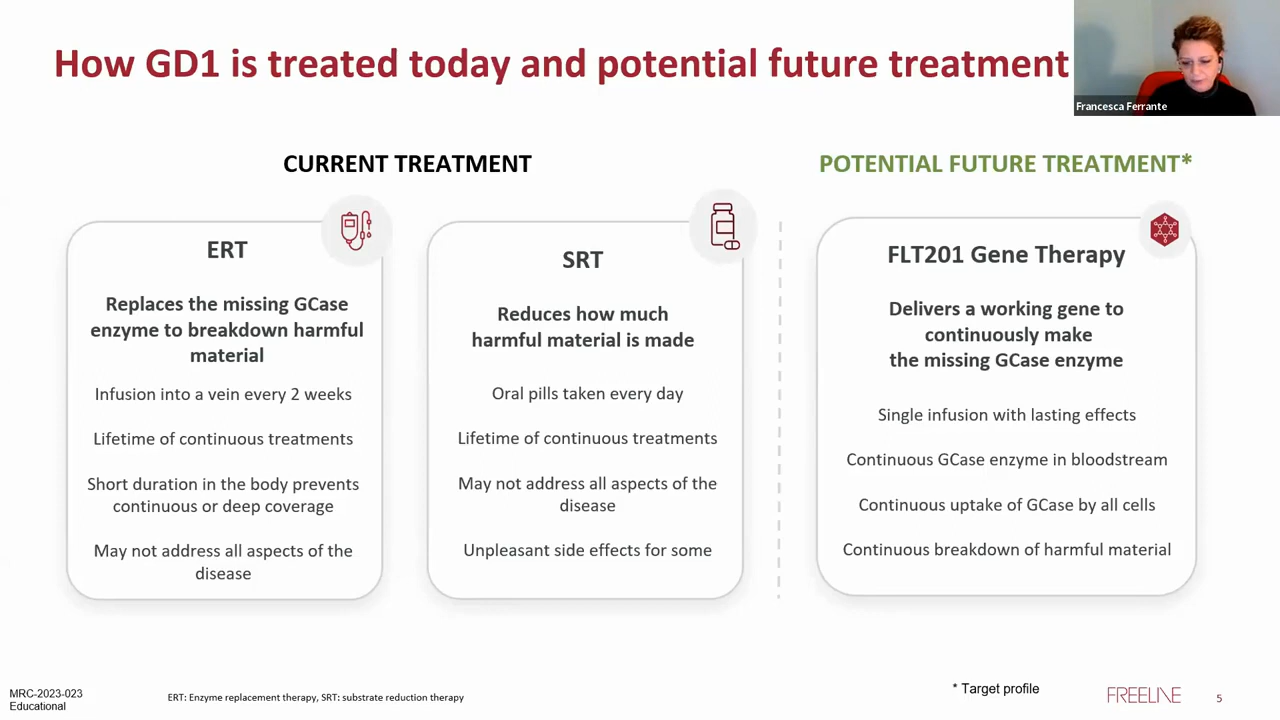 How GD1 is treated today and potential future treatment
Francesca Ferrante
CURRENT TREATMENT
POTENTIAL FUTURE TREATMENT*
ERT
Replaces the missing GCase
enzyme to breakdown harmful
material
Infusion into a vein every 2 weeks
Lifetime of continuous treatments
Short duration in the body prevents
continuous or deep coverage
May not address all aspects of the
disease
SRT
Reduces how much
harmful material is made
Oral pills taken every day
Lifetime of continuous treatments
May not address all aspects of the
disease
Unpleasant side effects for some
FLT201 Gene Therapy
Delivers a working gene to
continuously make
the missing GCase enzyme
Single infusion with lasting effects
Continuous GCase enzyme in bloodstream
Continuous uptake of GCase by all cells
Continuous breakdown of harmful material
MRC-2023-023
Educational
ERT: Enzyme replacement therapy, SRT: substrate reduction therapy
* Target profile
FREELINE
5